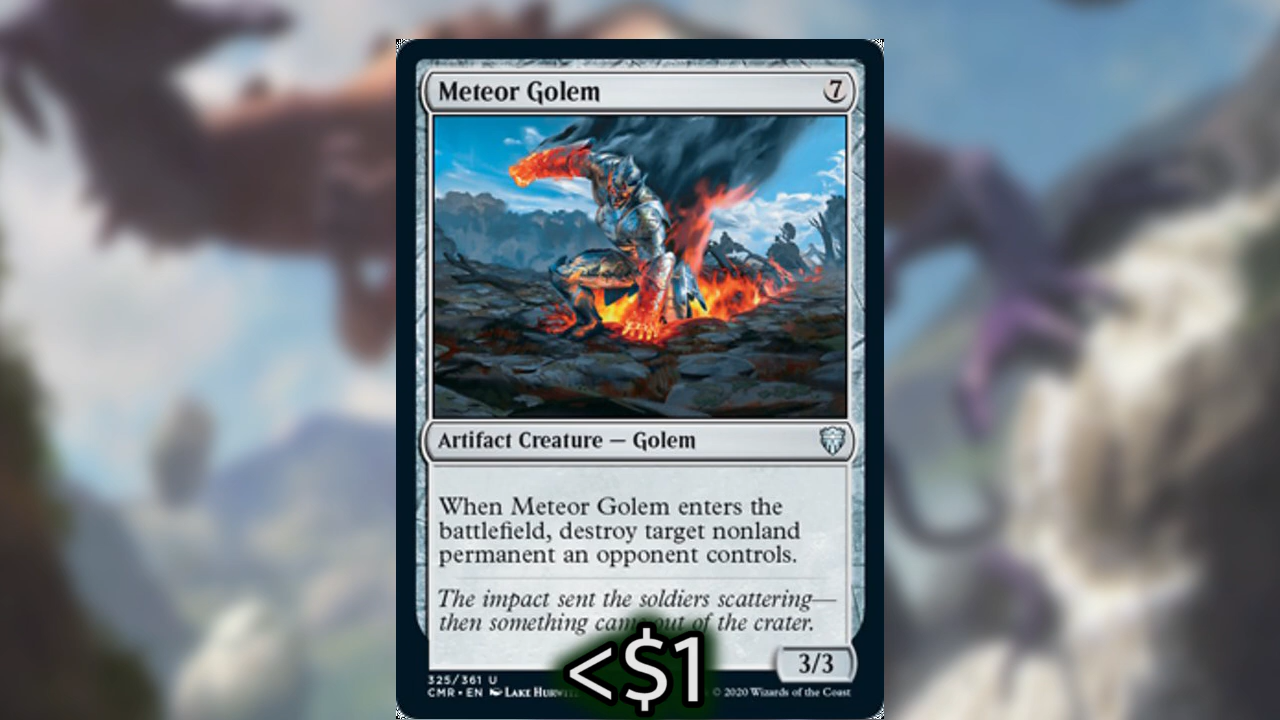 Meteor Golem 7
Artifact Creature — Golem
When Meteor Golem enters the
battlefield, destroy target nonland
permanent an opponent controls.
The impact sent the soldiers scattering—
then something came out of the crater.
3/3
<$1
325/361 U
CMR • EN Lake © 2020 Wizards of the Coast